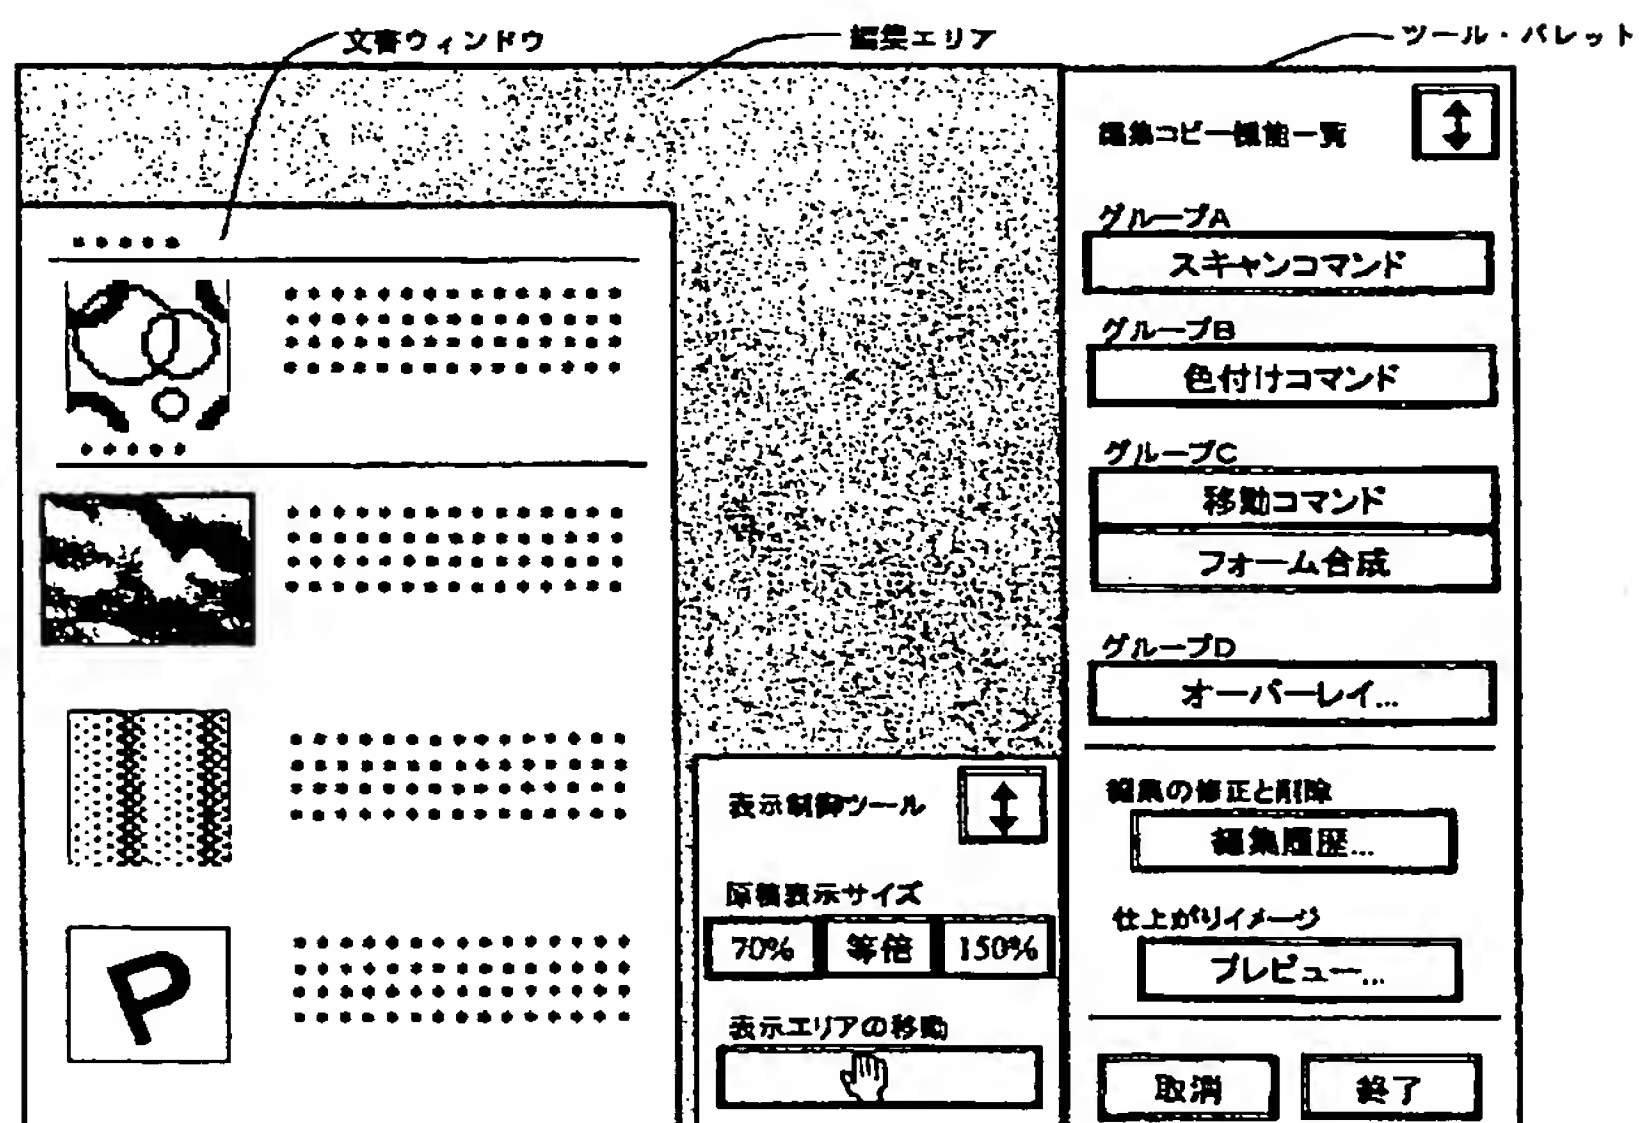 文書ウィンドウ
編集エリア
ツール・パレット
編集コピー機能一覧
グループA
スキャンコマンド
グループB
色付けコマンド
グループC
移動コマンド
フォーム合成
グループD
オーバーレイ...
編集の修正と削除
編集履歴...
仕上がりイメージ
プレビュー...
取消
終了
表示制御ツール
原稿表示サイズ
70%
等倍
150%
表示エリアの移動
P